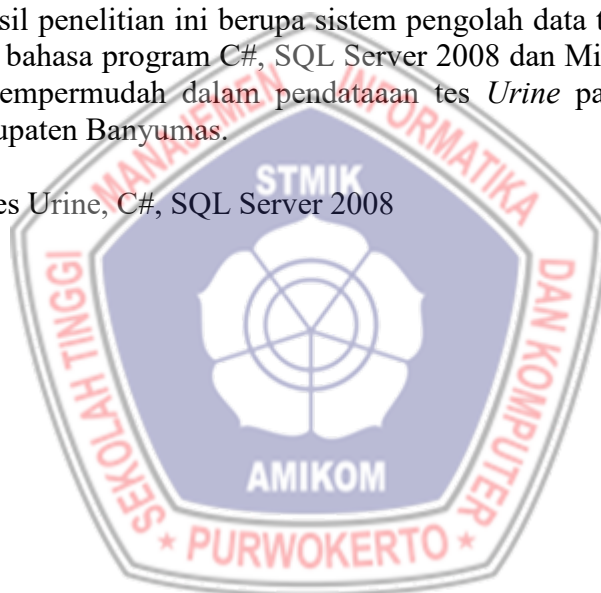 sil penelitian ini berupa sistem pengolah data t
bahasa program C#, SQL Server 2008 dan Mi
empermudah dalam pendataaan tes Urine pa
upaten Banyumas.
es Urine, C#, SQL Server 2008
SEKOLAH TINGGI MANAJEMEN INFORMATIKA DAN KOMPUTER
STMIK
AMIKOM
* PURWOKERTO *